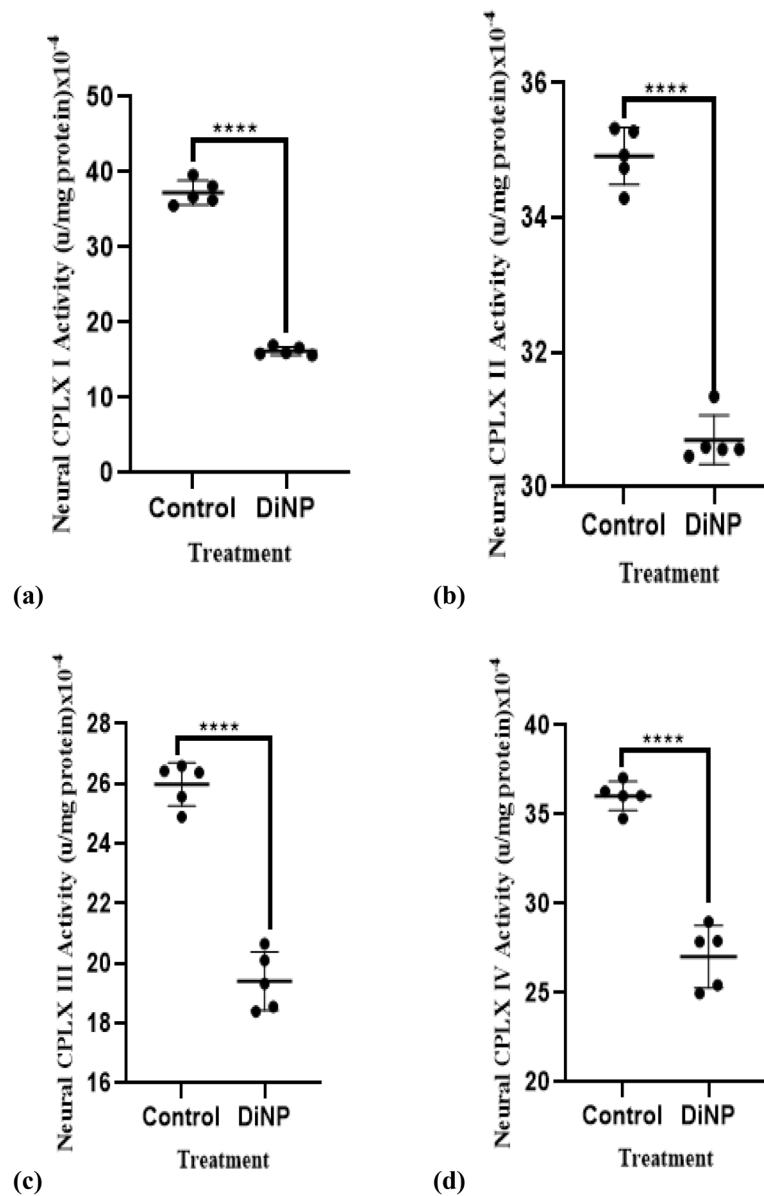 Neural CPLX I Activity (u/mg protein)x10⁻⁴
50
40
30
20
10
0
****
Control DiNP
Treatment
(a)
Neural CPLX II Activity (u/mg protein)x10⁻⁴
36
34
32
30
****
Control DiNP
Treatment
(b)
Neural CPLX III Activity (u/mg protein)x10⁻⁴
28
26
24
22
20
18
16
****
Control DiNP
Treatment
(c)
Neural CPLX IV Activity (u/mg protein)x10⁻⁴
40
35
30
25
20
****
Control DiNP
Treatment
(d)